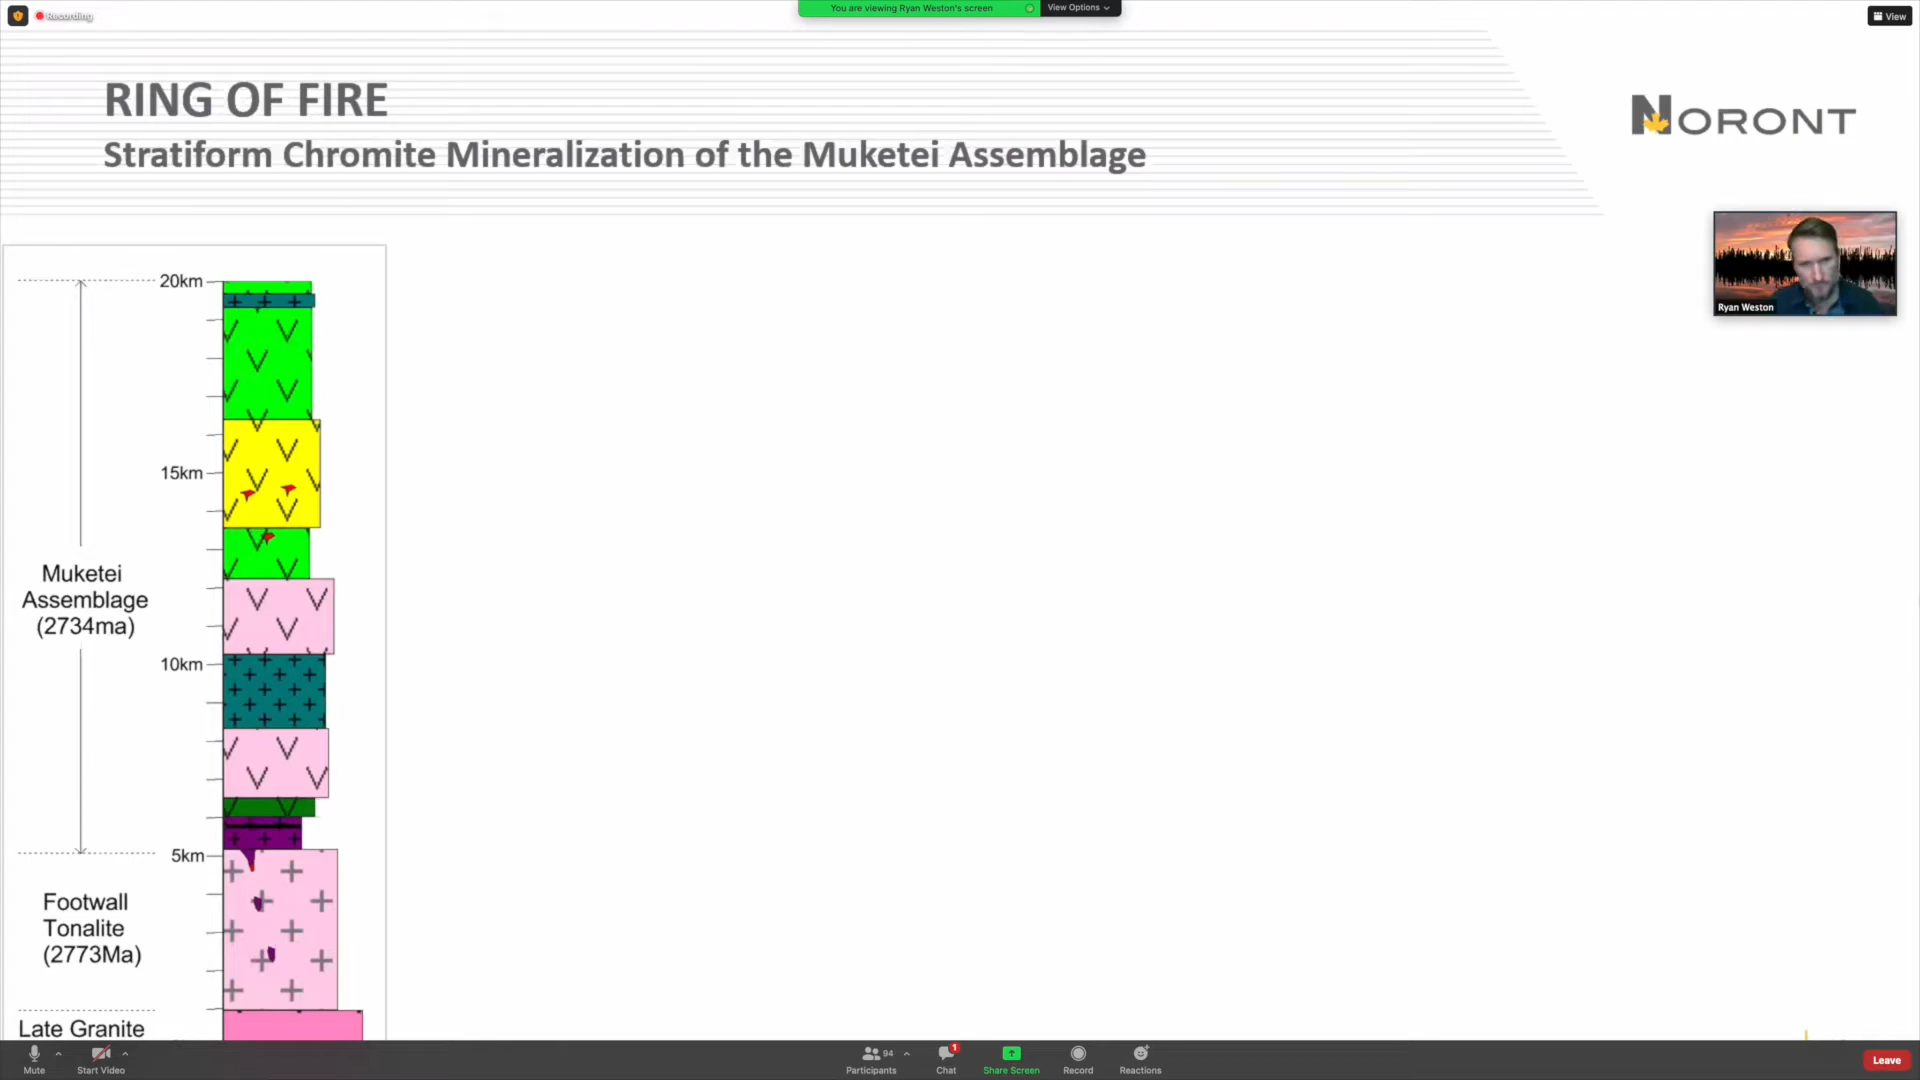 Recording
You are viewing Ryan Weston's screen
View Options
View
RING OF FIRE
Stratiform Chromite Mineralization of the Muketei Assemblage
NORONT
Ryan Weston
20km
15km
Muketei
Assemblage
(2734ma)
10km
5km
Footwall
Tonalite
(2773Ma)
Late Granite
Mute
Start Video
94
Participants
1
Chat
Share Screen
Record
Reactions
Leave